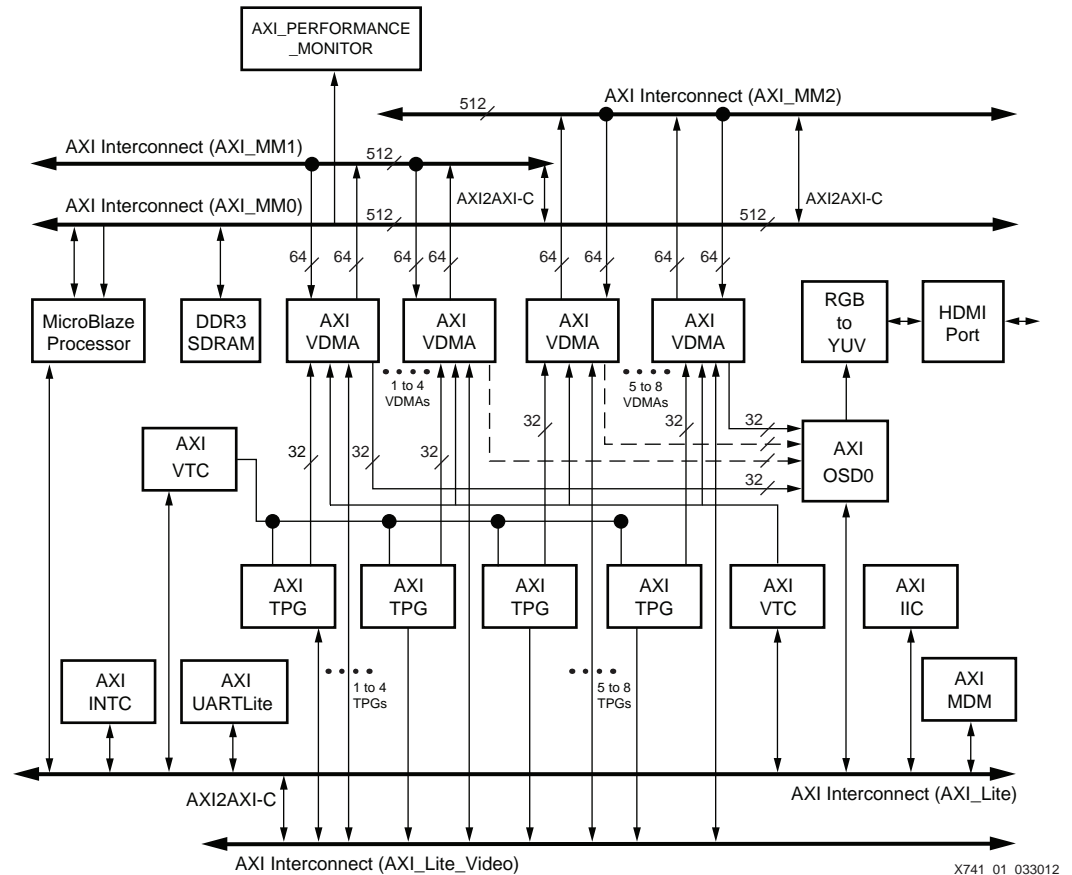 AXI_PERFORMANCE
_MONITOR
512
AXI Interconnect (AXI_MM2)
AXI Interconnect (AXI_MM1)
512
AXI2AXI-C
AXI2AXI-C
AXI Interconnect (AXI_MM0)
512
512
64
64
64
64
64
64
64
64
MicroBlaze
Processor
DDR3
SDRAM
AXI
VDMA
AXI
VDMA
AXI
VDMA
AXI
VDMA
RGB
to
YUV
HDMI
Port
1 to 4
VDMAs
5 to 8
VDMAs
32
32
32
32
32
32
32
AXI
VTC
AXI
OSD0
AXI
TPG
AXI
TPG
AXI
TPG
AXI
TPG
AXI
VTC
AXI
IIC
1 to 4
TPGs
5 to 8
TPGs
AXI
INTC
AXI
UARTLite
AXI
MDM
AXI2AXI-C
AXI Interconnect (AXI_Lite)
AXI Interconnect (AXI_Lite_Video)
X741_01_033012